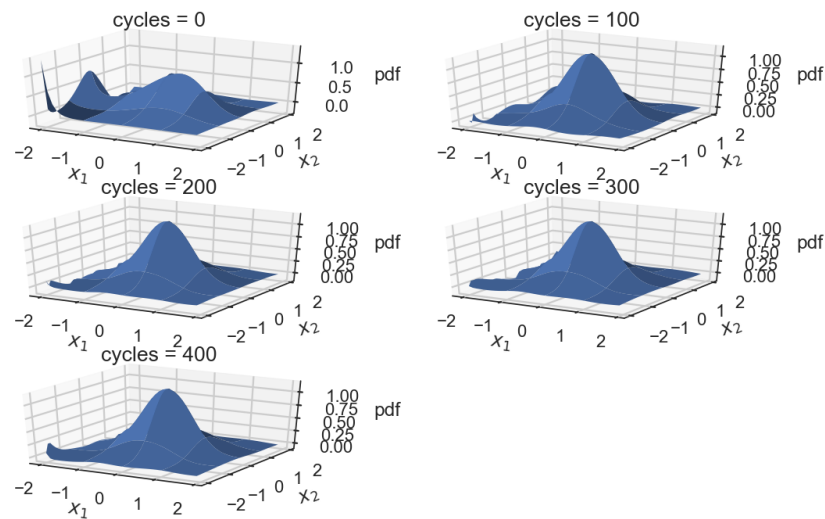 cycles = 0
1.0
0.5
0.0
pdf
−2 −1 0 1 2
x1
−2 −1 0 1 2
x2
cycles = 100
1.00
0.75
0.50
0.25
0.00
pdf
−2 −1 0 1 2
x1
−2 −1 0 1 2
x2
cycles = 200
1.00
0.75
0.50
0.25
0.00
pdf
−2 −1 0 1 2
x1
−2 −1 0 1 2
x2
cycles = 300
1.00
0.75
0.50
0.25
0.00
pdf
−2 −1 0 1 2
x1
−2 −1 0 1 2
x2
cycles = 400
1.00
0.75
0.50
0.25
0.00
pdf
−2 −1 0 1 2
x1
−2 −1 0 1 2
x2